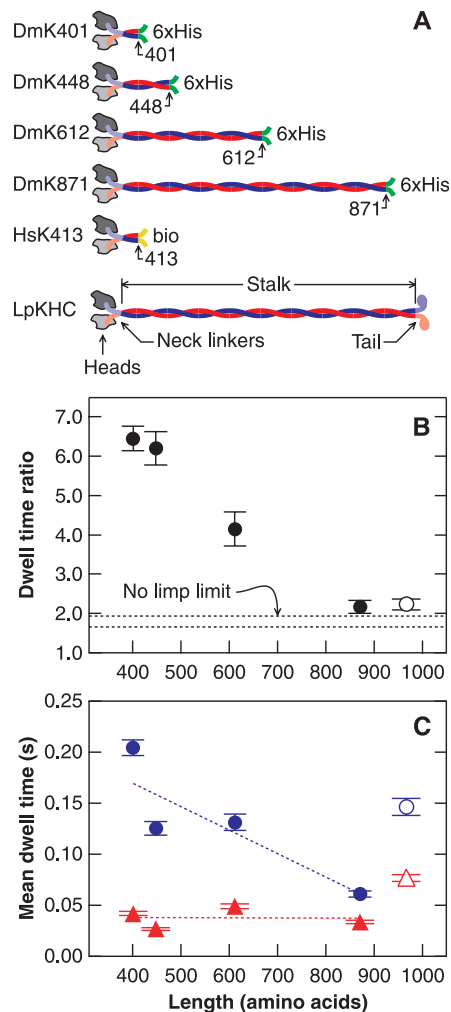 A
DmK401
6xHis
401
DmK448
6xHis
448
DmK612
6xHis
612
DmK871
6xHis
871
HsK413
bio
413
LpKHC
Stalk
Neck linkers
Tail
Heads
B
Dwell time ratio
7.0
6.0
5.0
4.0
3.0
2.0
1.0
No limp limit
400 500 600 700 800 900 1000
C
Mean dwell time (s)
0.25
0.20
0.15
0.10
0.05
0.00
400 500 600 700 800 900 1000
Length (amino acids)